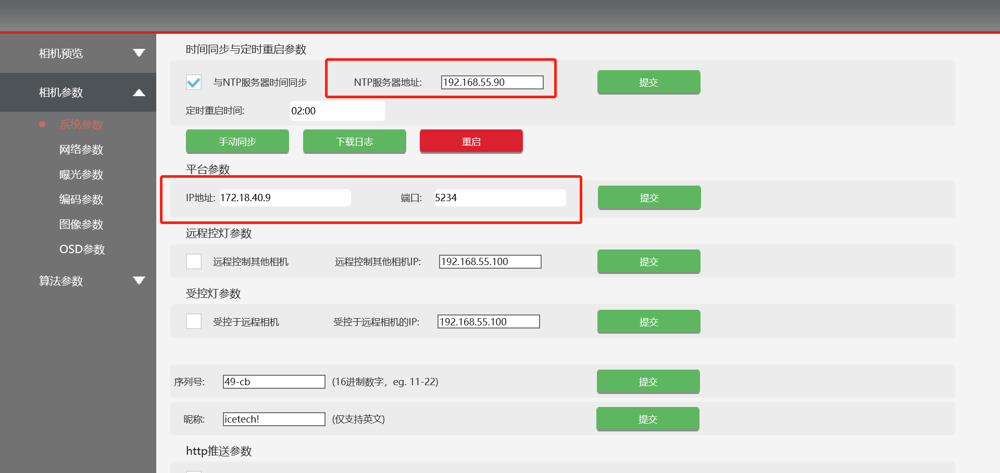 相机预览
相机参数
系统参数
网络参数
曝光参数
编码参数
图像参数
OSD参数
算法参数
时间同步与定时重启参数
与NTP服务器时间同步 NTP服务器地址: 192.168.55.90 提交
定时重启时间: 02:00
手动同步 下载日志 重启
平台参数
IP地址: 172.18.40.9 端口: 5234 提交
远程控灯参数
远程控制其他相机 远程控制其他相机IP: 192.168.55.100 提交
受控灯参数
受控于远程相机 受控于远程相机的IP: 192.168.55.100 提交
序列号: 49-cb (16进制数字，eg. 11-22) 提交
昵称: icetech! (仅支持英文) 提交
http推送参数